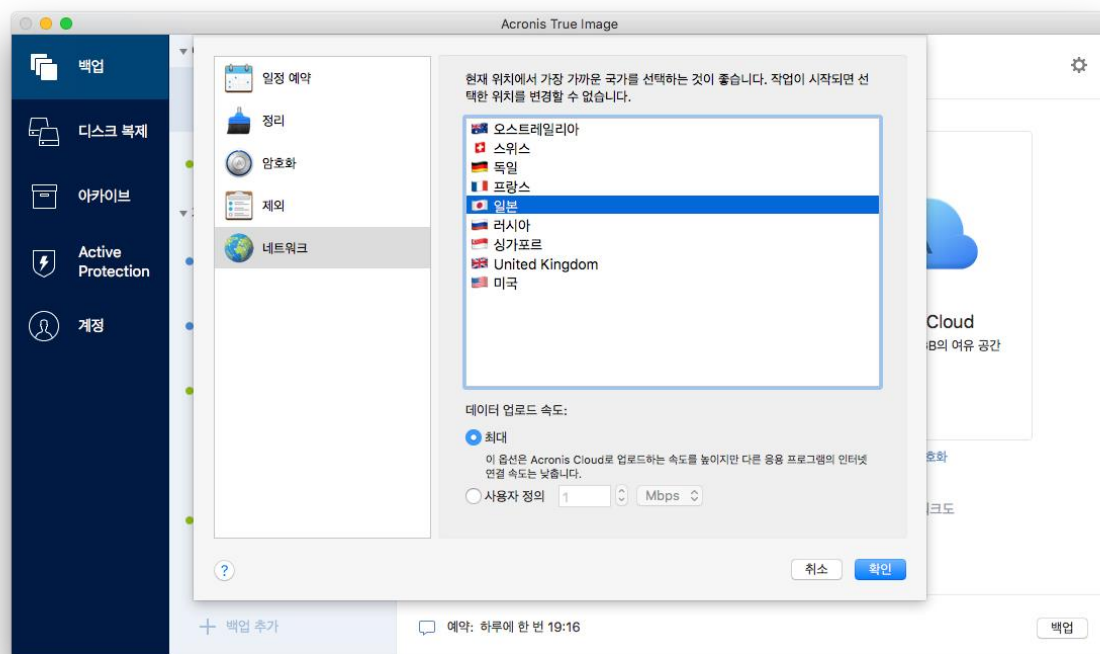 Acronis True Image
백업
디스크 복제
아카이브
Active
Protection
계정
일정 예약
정리
암호화
제외
네트워크
현재 위치에서 가장 가까운 국가를 선택하는 것이 좋습니다. 작업이 시작되면 선
택한 위치를 변경할 수 없습니다.
오스트레일리아
스위스
독일
프랑스
일본
러시아
싱가포르
United Kingdom
미국
데이터 업로드 속도:
최대
이 옵션은 Acronis Cloud로 업로드하는 속도를 높이지만 다른 응용 프로그램의 인터넷
연결 속도는 낮춥니다.
사용자 정의 1 Mbps
? 취소 확인
Cloud
B의 여유 공간
호화
크도
백업 추가
예약: 하루에 한 번 19:16
백업